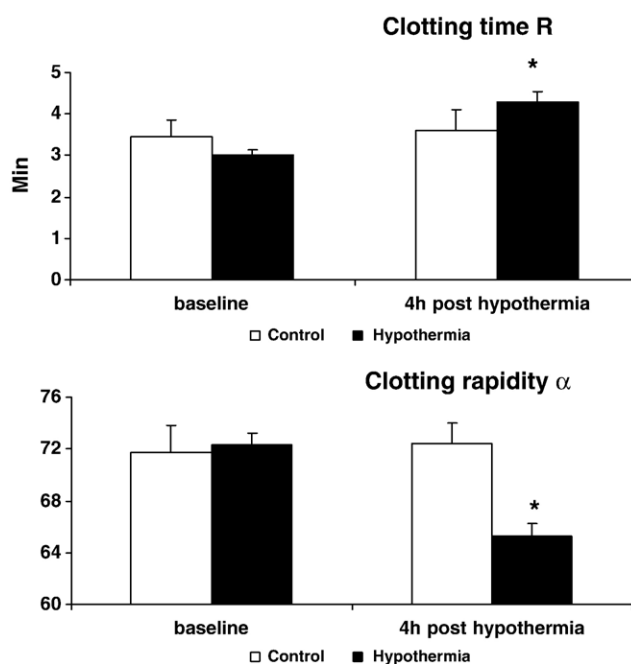 Clotting time R
*
5
4
3
2
1
0
Min
baseline 4h post hypothermia
Control Hypothermia
Clotting rapidity α
76
72
68
64
60
*
baseline 4h post hypothermia
Control Hypothermia